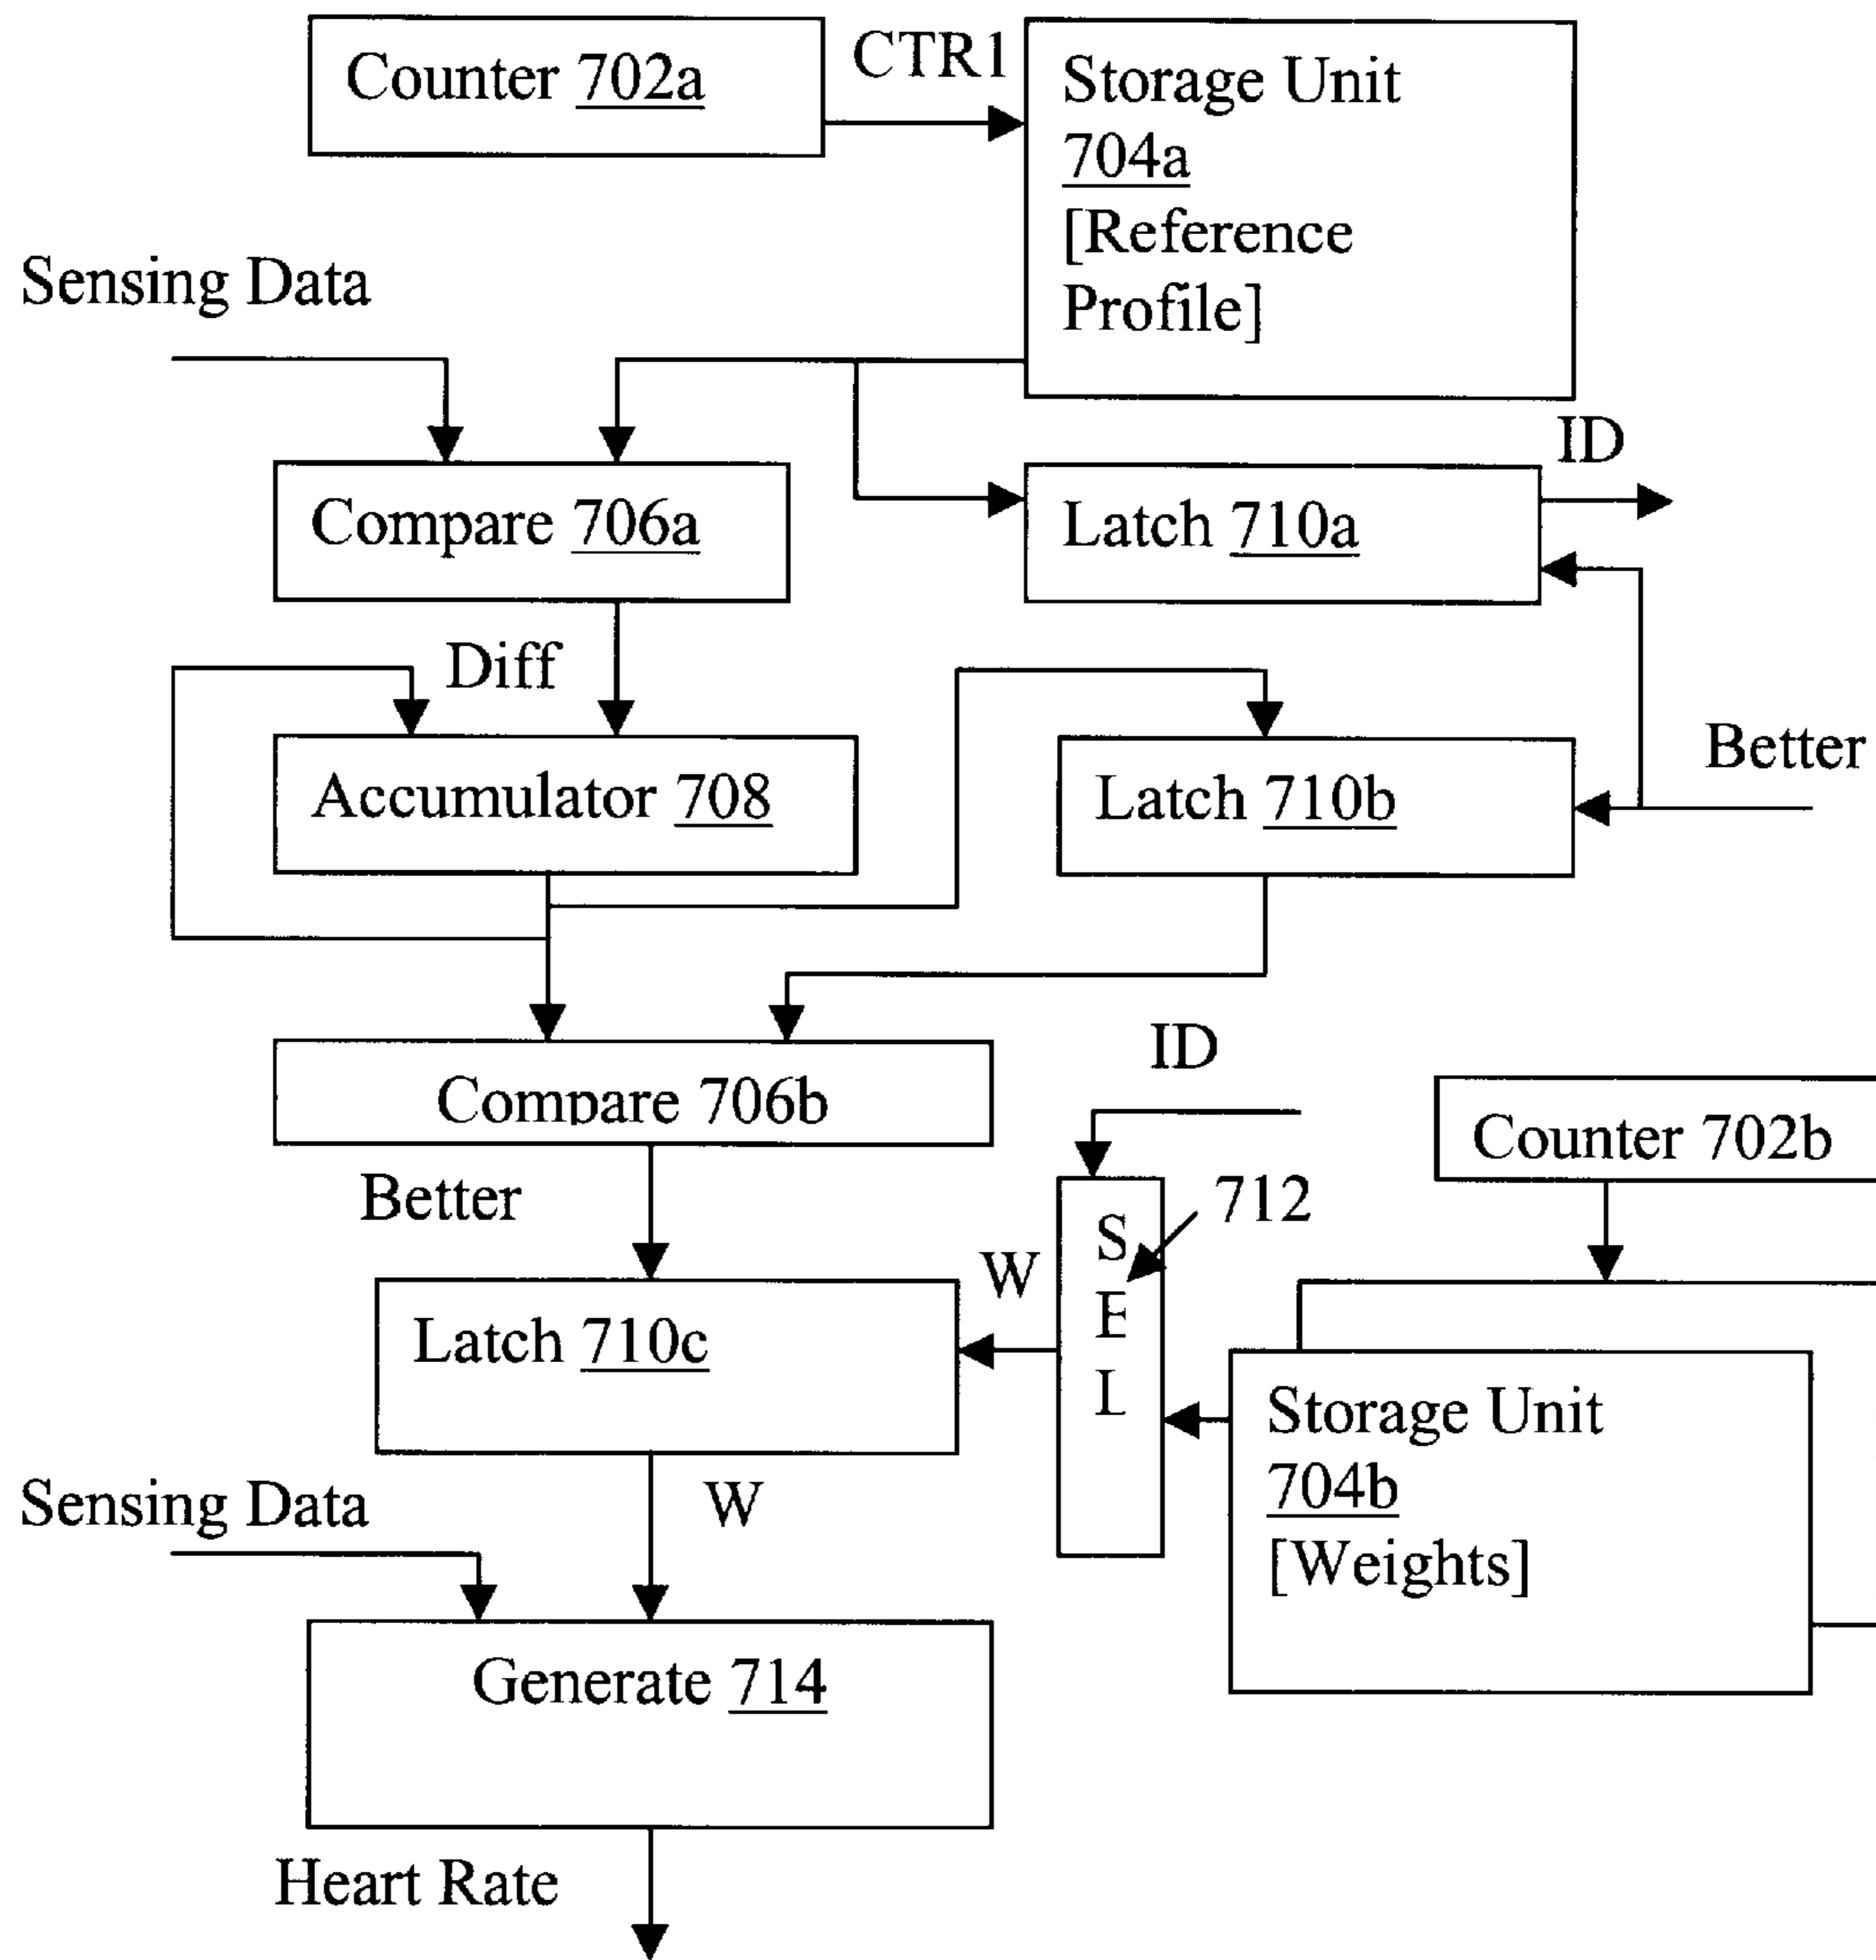 Counter 702a
CTR1
Storage Unit
704a
[Reference
Profile]
Sensing Data
ID
Compare 706a
Latch 710a
Diff
Better
Accumulator 708
Latch 710b
ID
Compare 706b
Counter 702b
Better
712
S
E
L
W
Latch 710c
Storage Unit
704b
[Weights]
Sensing Data
W
Generate 714
Heart Rate